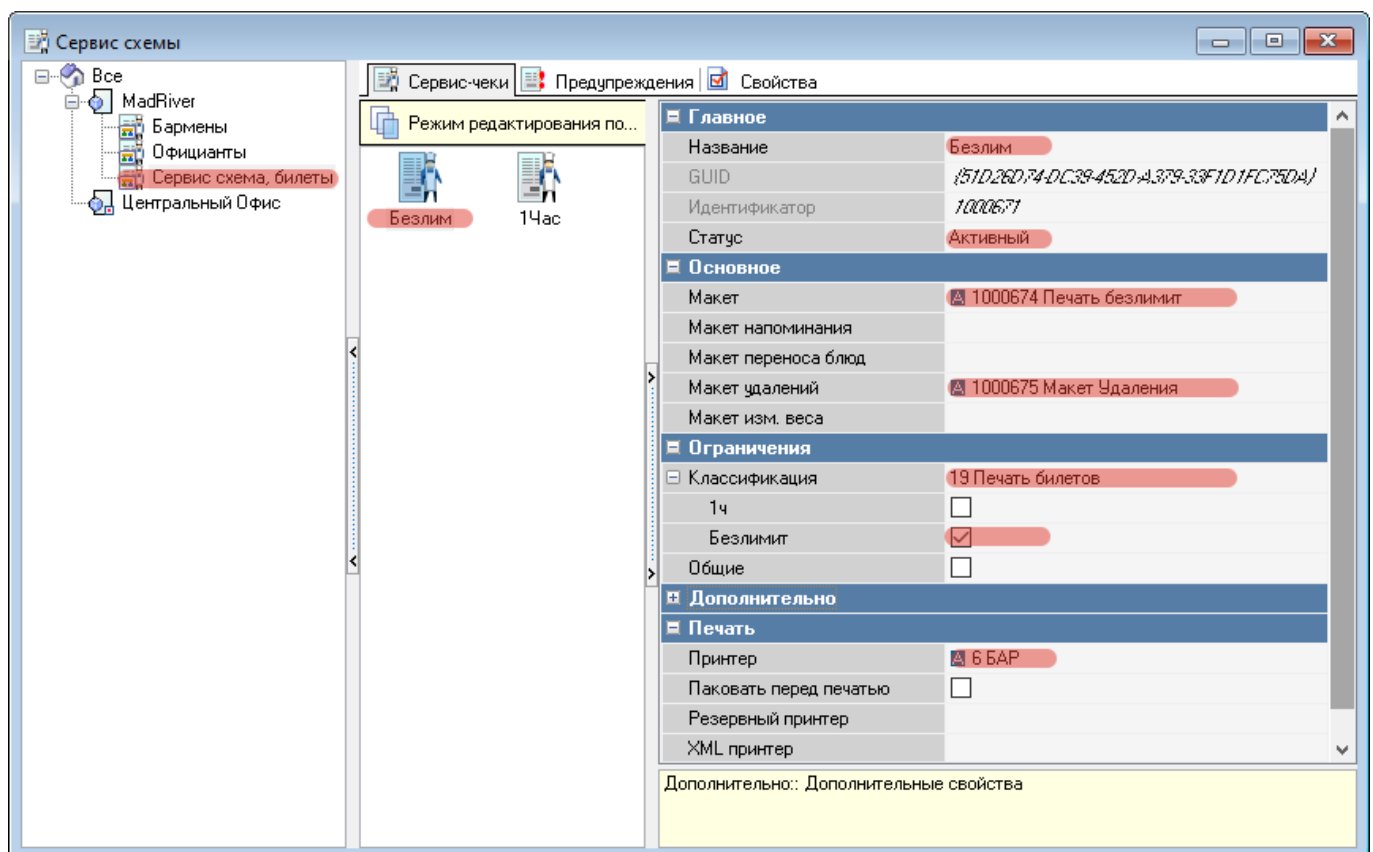 Сервис схемы
Все
MadRiver
Бармены
Официанты
Сервис схема, билеты
Центральный Офис
Сервис-чеки
Предупреждения
Свойства
Режим редактирования по...
Безлим
1Час
Главное
Название Безлим
GUID {51D26D74-DC39-452D-A379-33F1D1FC75DA}
Идентификатор 1000671
Статус Активный
Основное
Макет А 1000674 Печать безлимит
Макет напоминания
Макет переноса блюд
Макет удалений А 1000675 Макет Удаления
Макет изм. веса
Ограничения
Классификация 19 Печать билетов
1ч
Безлимит
Общие
Дополнительно
Печать
Принтер А 6 БАР
Паковать перед печатью
Резервный принтер
XML принтер
Дополнительно:: Дополнительные свойства